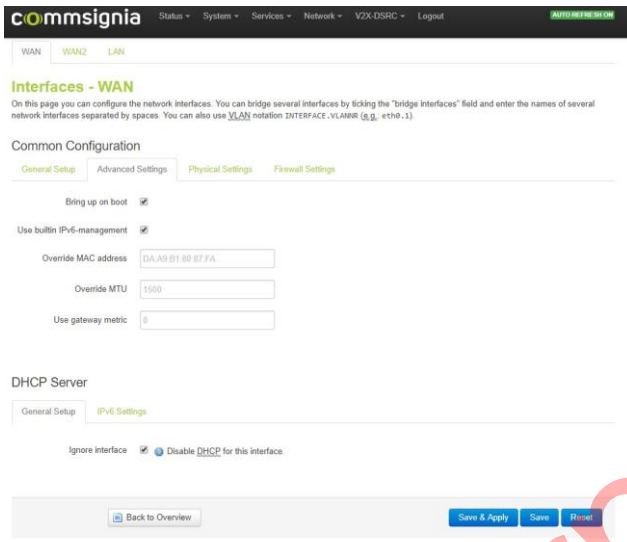 commsignia Status System Services Network V2X-DSRC Logout AUTO REFRESH ON
WAN WAN2 LAN
Interfaces - WAN
On this page you can configure the network interfaces. You can bridge several interfaces by ticking the "bridge interfaces" field and enter the names of several
network interfaces separated by spaces. You can also use VLAN notation INTERFACE.VLANNR (e.g.: eth0.1).
Common Configuration
General Setup Advanced Settings Physical Settings Firewall Settings
Bring up on boot
Use builtin IPv6-management
Override MAC address DA:A9:B1:80:87:FA
Override MTU 1500
Use gateway metric 0
DHCP Server
General Setup IPv6 Settings
Ignore interface Disable DHCP for this interface.
Back to Overview Save & Apply Save Reset